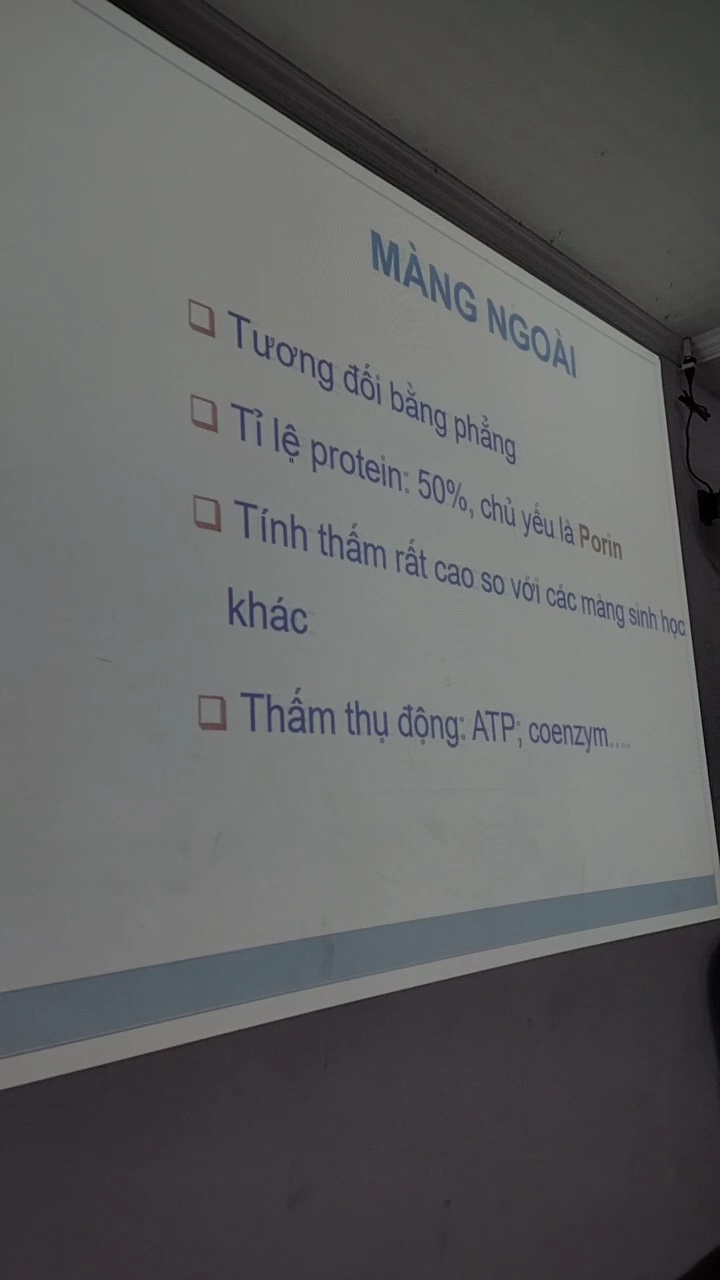 MÀNG NGOÀI
Tương đối bằng phẳng
Tỉ lệ protein: 50%, chủ yếu là Porin
Tính thấm rất cao so với các màng sinh học
khác
Thấm thụ động: ATP; coenzym....